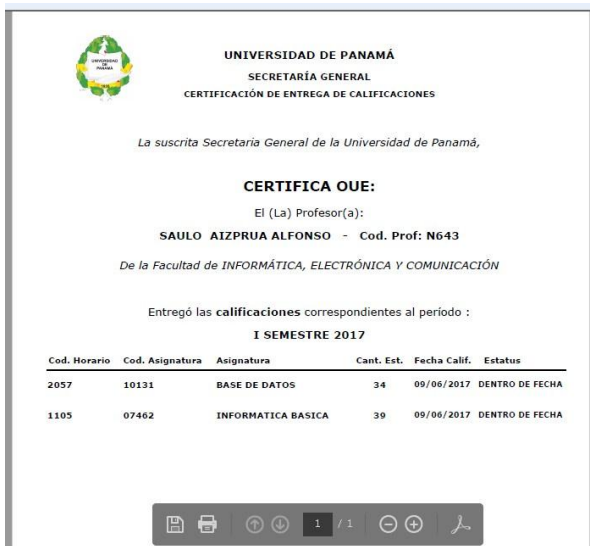 UNIVERSIDAD
DE
PANAMÁ
UNIVERSIDAD DE PANAMÁ
SECRETARÍA GENERAL
CERTIFICACIÓN DE ENTREGA DE CALIFICACIONES
La suscrita Secretaria General de la Universidad de Panamá,
CERTIFICA QUE:
El (La) Profesor(a):
SAULO AIZPRUA ALFONSO - Cod. Prof: N643
De la Facultad de INFORMÁTICA, ELECTRÓNICA Y COMUNICACIÓN
Entregó las calificaciones correspondientes al período :
I SEMESTRE 2017
Cod. Horario Cod. Asignatura Asignatura Cant. Est. Fecha Calif. Estatus
2057 10131 BASE DE DATOS 34 09/06/2017 DENTRO DE FECHA
1105 07462 INFORMATICA BASICA 39 09/06/2017 DENTRO DE FECHA
1 / 1